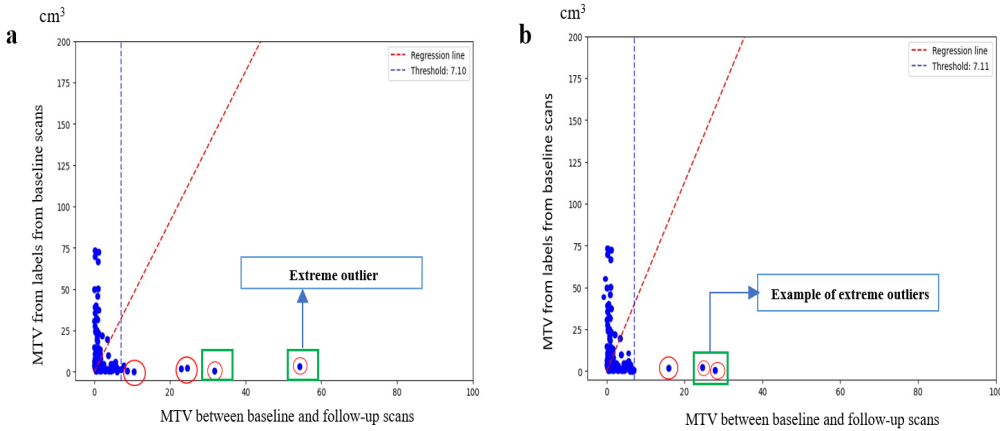 cm³
a
200
175
150
125
100
75
50
25
0
0
20
40
60
80
100
MTV from labels from baseline scans
MTV between baseline and follow-up scans
Regression line
Threshold: 7.10
Extreme outlier
cm³
b
200
175
150
125
100
75
50
25
0
0
20
40
60
80
100
MTV from labels from baseline scans
MTV between baseline and follow-up scans
Regression line
Threshold: 7.11
Example of extreme outliers